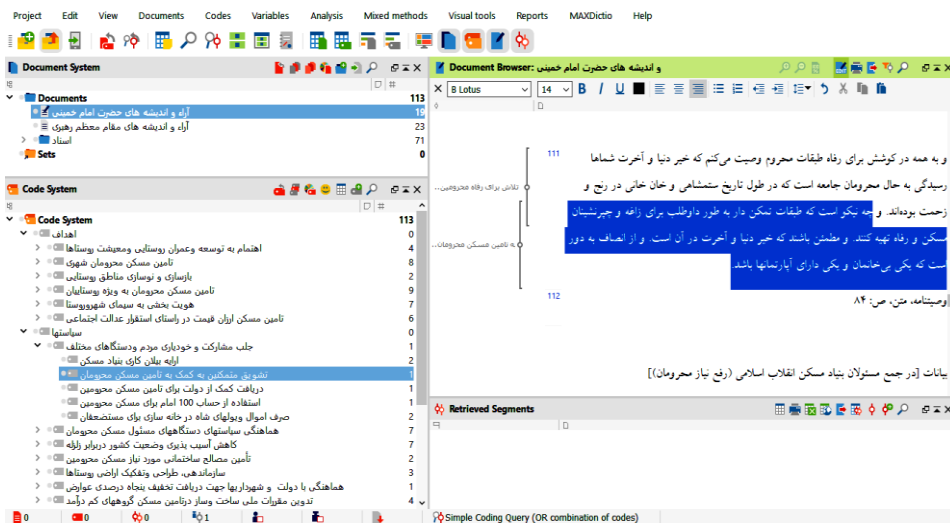 Project Edit View Documents Codes Variables Analysis Mixed methods Visual tools Reports MAXDictio Help
Document System
Documents 113
آراء و اندیشه های حضرت امام خمینی 19
آراء و اندیشه های مقام معظم رهبری 23
اسناد 71
Sets 0
Code System
Code System 113
اهداف 0
اهتمام به توسعه وعمران روستایی ومعیشت روستاها 4
تامین مسکن محرومان شهری 8
بازسازی و نوسازی مناطق روستایی 2
تامین مسکن محرومان به ویژه روستاییان 9
هویت بخشی به سیمای شهروروستا 7
تامین مسکن ارزان قیمت در راستای استقرار عدالت اجتماعی 6
سیاستها 0
جلب مشارکت و خودیاری مردم ودستگاههای مختلف 1
ارایه بیلان کاری بنیاد مسکن 2
تشویق متمکنین به کمک به تامین مسکن محرومان 1
دریافت کمک از دولت برای تامین مسکن محرومین 1
استفاده از حساب 100 امام برای مسکن محرومین 1
صرف اموال وپولهای شاه در خانه سازی برای مستضعفان 2
هماهنگی سیاستهای دستگاههای مسئول مسکن محرومان 7
کاهش آسیب پذیری وضعیت کشور دربرابر زلزله 7
تأمین مصالح ساختمانی مورد نیاز مسکن محرومین 2
سازماندهی، طراحی وتفکیک اراضی روستاها 3
هماهنگی با دولت و شهرداریها جهت دریافت تخفیف پنجاه درصدی عوارض 1
تدوین مقررات ملی ساخت وساز درتامین مسکن گروههای کم درآمد 4
Document Browser: و اندیشه های حضرت امام خمینی
B Lotus 14 B I U
111
و به همه در کوشش برای رفاه طبقات محروم وصیت می‌کنم که خیر دنیا و آخرت شماها
رسیدگی به حال محرومان جامعه است که در طول تاریخ ستمشاهی و خان خانی در رنج و
زحمت بوده‌اند. و چه نیکو است که طبقات تمکن دار به طور داوطلب برای زاغه و چپرنشینان
مسکن و رفاه تهیه کنند. و مطمئن باشند که خیر دنیا و آخرت در آن است. و از انصاف به دور
است که یکی بی‌خانمان و یکی دارای آپارتمانها باشد.
تلاش برای رفاه محرومین...
به تامین مسکن محرومان...
112
وصیتنامه، متن، ص: ۸۴
بیانات [در جمع مسئولان بنیاد مسکن انقلاب اسلامی (رفع نیاز محرومان)]
Retrieved Segments
0 0 0 1
Simple Coding Query (OR combination of codes)